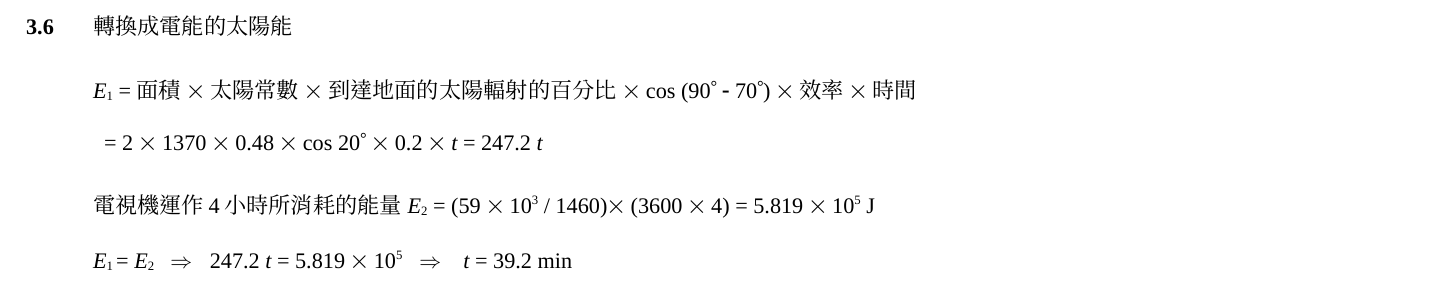 3.6 轉換成電能的太陽能
E₁ = 面積 × 太陽常數 × 到達地面的太陽輻射的百分比 × cos (90° - 70°) × 效率 × 時間
= 2 × 1370 × 0.48 × cos 20° × 0.2 × t = 247.2 t
電視機運作 4 小時所消耗的能量 E₂ = (59 × 10³ / 1460)× (3600 × 4) = 5.819 × 10⁵ J
E₁ = E₂ ⇒ 247.2 t = 5.819 × 10⁵ ⇒ t = 39.2 min